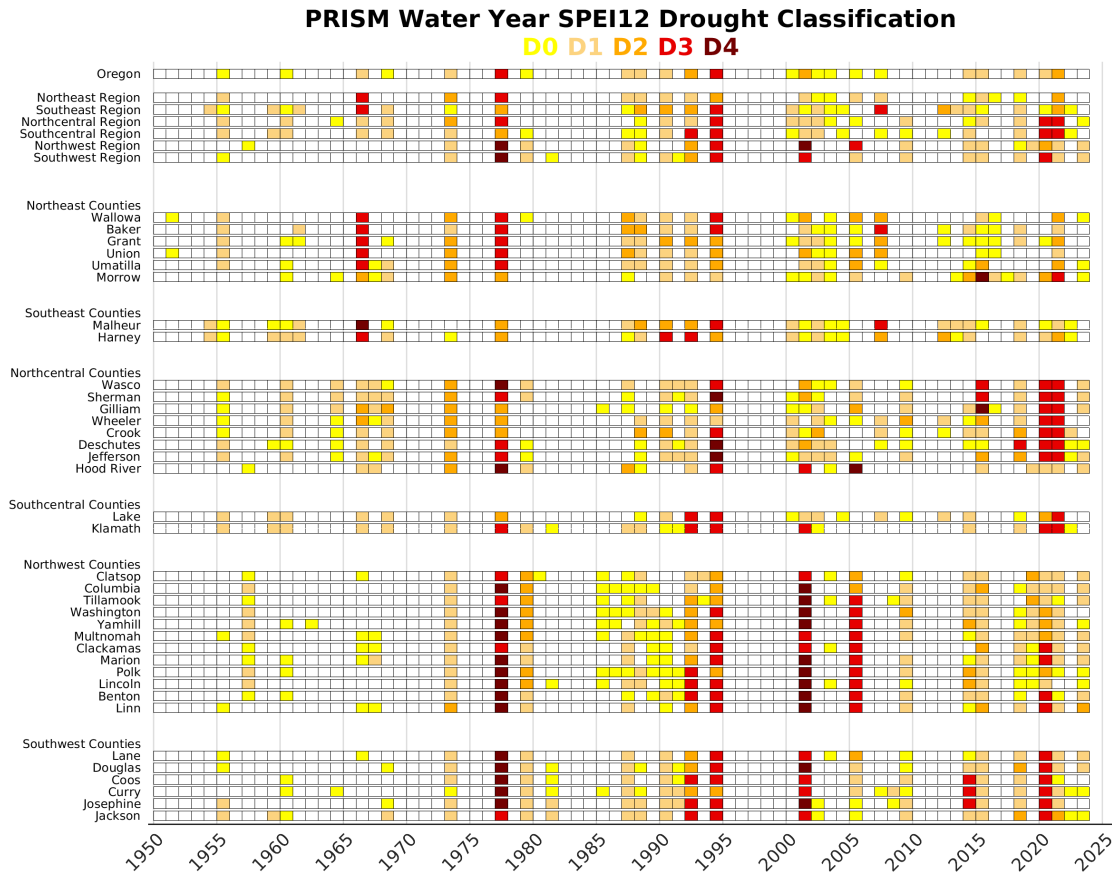 PRISM Water Year SPEI12 Drought Classification
D0 D1 D2 D3 D4
Oregon
Northeast Region
Southeast Region
Northcentral Region
Southcentral Region
Northwest Region
Southwest Region
Northeast Counties
Wallowa
Baker
Grant
Union
Umatilla
Morrow
Southeast Counties
Malheur
Harney
Northcentral Counties
Wasco
Sherman
Gilliam
Wheeler
Crook
Deschutes
Jefferson
Hood River
Southcentral Counties
Lake
Klamath
Northwest Counties
Clatsop
Columbia
Tillamook
Washington
Yamhill
Multnomah
Clackamas
Marion
Polk
Lincoln
Benton
Linn
Southwest Counties
Lane
Douglas
Coos
Curry
Josephine
Jackson
1950 1955 1960 1965 1970 1975 1980 1985 1990 1995 2000 2005 2010 2015 2020 2025